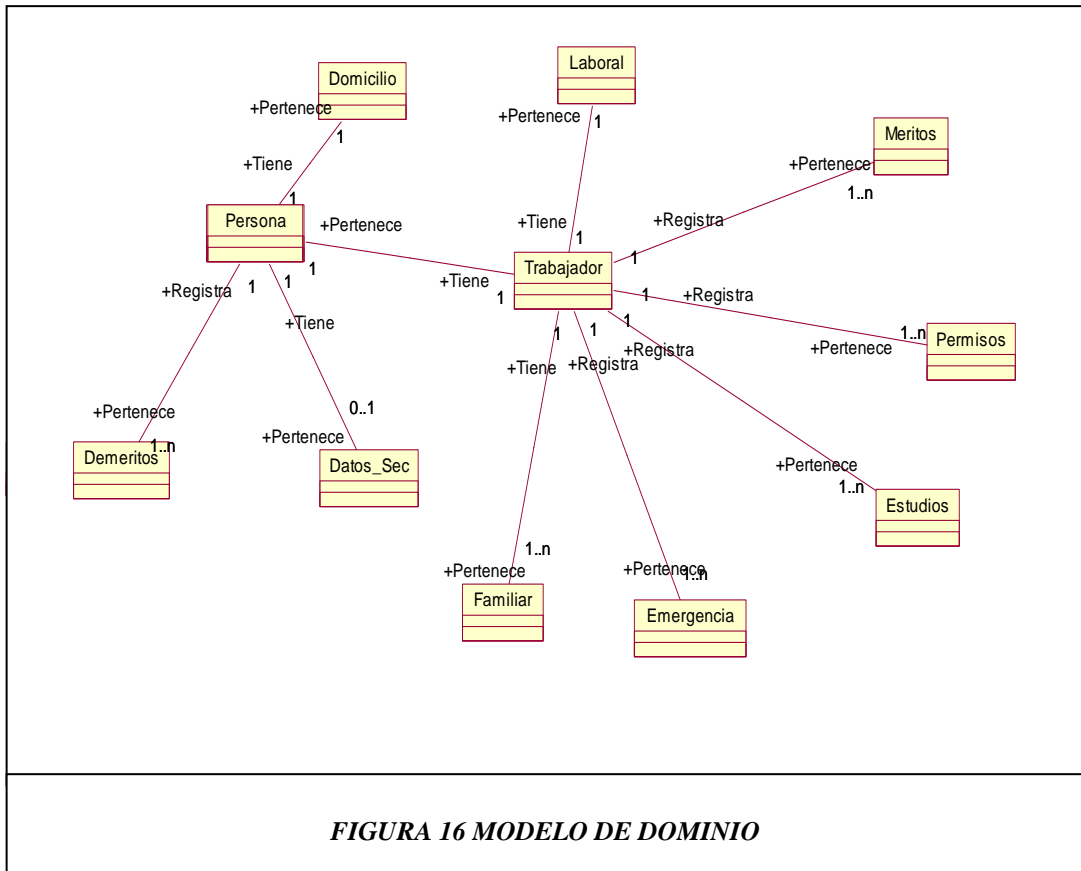 Laboral
Domicilio
+Pertenece
1
+Pertenece
1
Meritos
+Pertenece
1..n
+Tiene
1
Persona
+Pertenece
1
+Tiene
1
+Registra
1
Trabajador
+Tiene
1
+Registra
1
1..n
Permisos
+Pertenece
+Registra
1
1
+Tiene
1
+Tiene
1
+Registra
1
+Registra
+Pertenece
1..n
Demeritos
0..1
+Pertenece
Datos_Sec
+Pertenece
1..n
Estudios
1..n
+Pertenece
Familiar
+Pertenece
1..n
Emergencia
FIGURA 16 MODELO DE DOMINIO